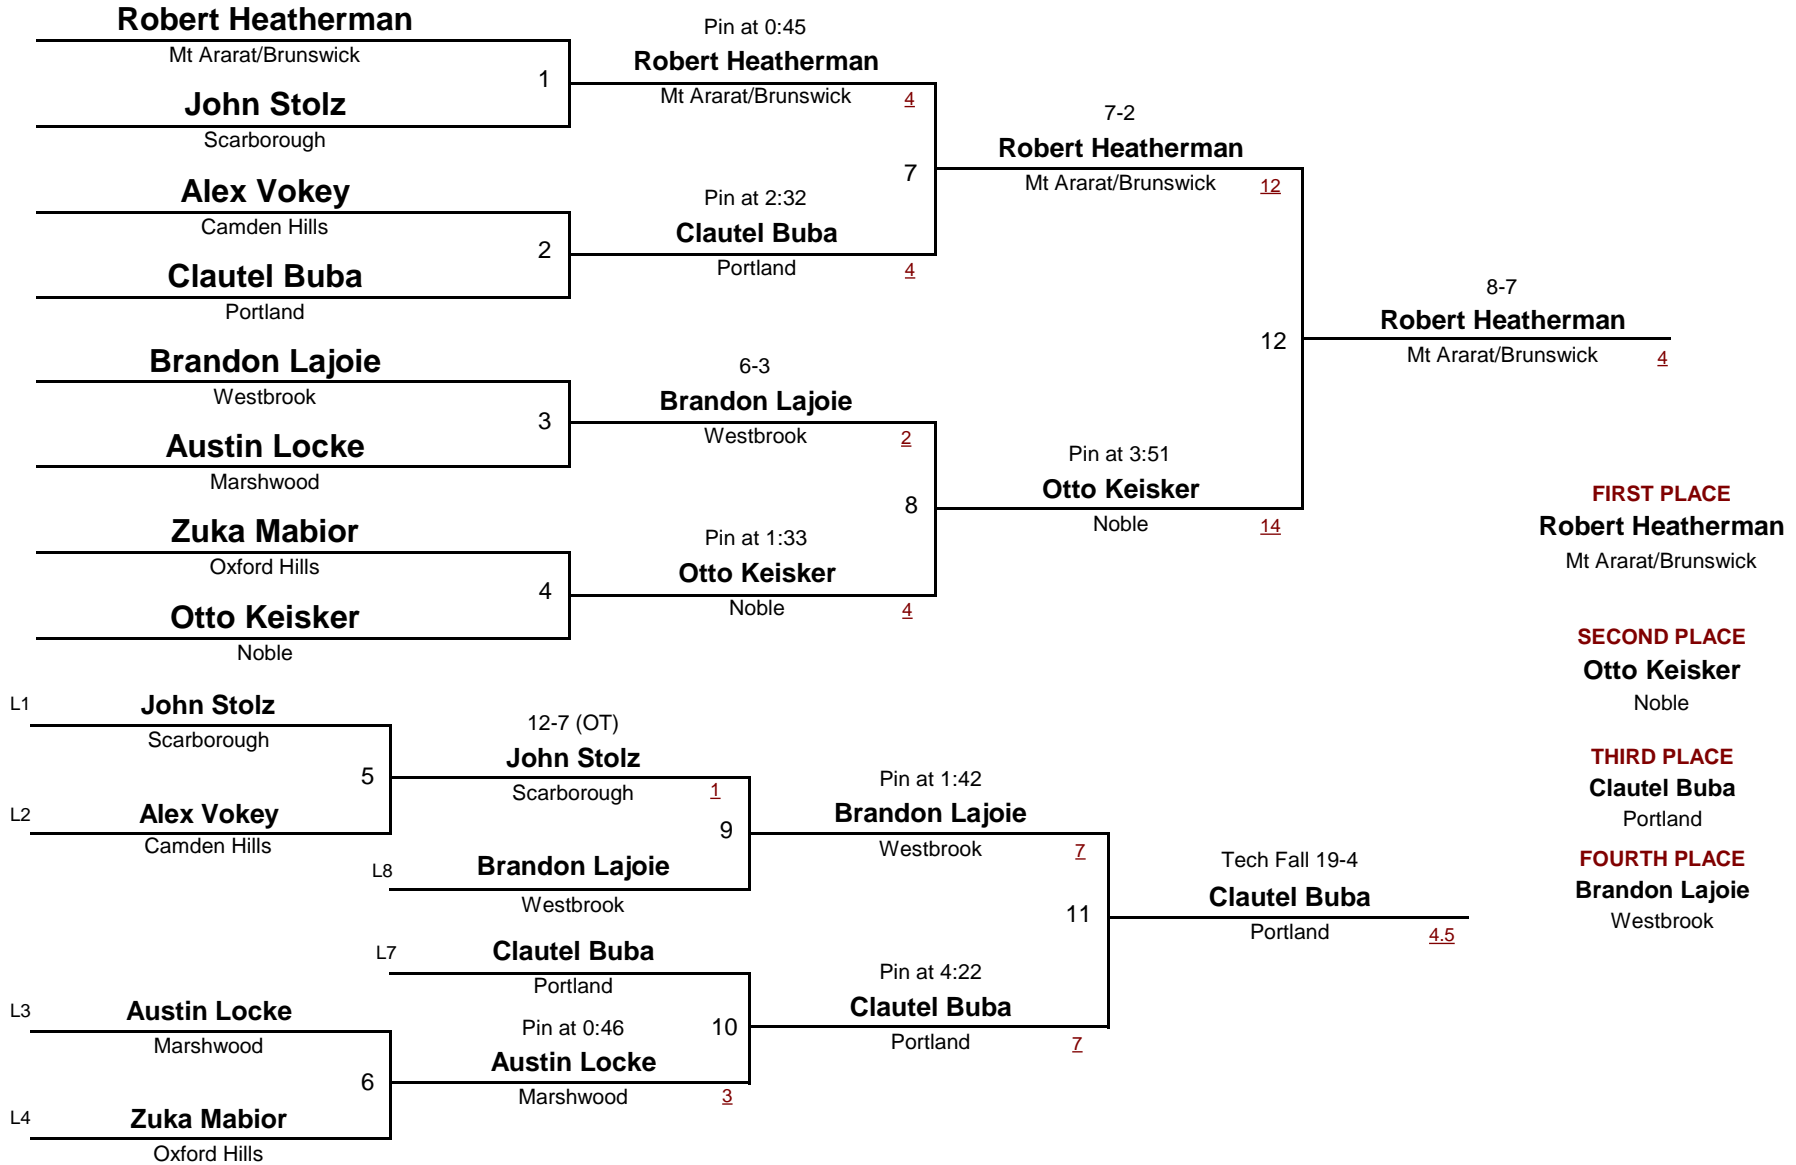 Robert Heatherman
Mt Ararat/Brunswick
1
John Stolz
Scarborough
Alex Vokey
Camden Hills
2
Clautel Buba
Portland
Brandon Lajoie
Westbrook
3
Austin Locke
Marshwood
Zuka Mabior
Oxford Hills
4
Otto Keisker
Noble
Pin at 0:45
Robert Heatherman
Mt Ararat/Brunswick 4
7
Pin at 2:32
Clautel Buba
Portland 4
6-3
Brandon Lajoie
Westbrook 2
8
Pin at 1:33
Otto Keisker
Noble 4
7-2
Robert Heatherman
Mt Ararat/Brunswick 12
12
Pin at 3:51
Otto Keisker
Noble 14
8-7
Robert Heatherman
Mt Ararat/Brunswick 4
L1 John Stolz
Scarborough
5
L2 Alex Vokey
Camden Hills
12-7 (OT)
John Stolz
Scarborough 1
9
L8 Brandon Lajoie
Westbrook
L7 Clautel Buba
Portland
10
L3 Austin Locke
Marshwood
6
L4 Zuka Mabior
Oxford Hills
Pin at 0:46
Austin Locke
Marshwood 3
Pin at 1:42
Brandon Lajoie
Westbrook 7
11
Pin at 4:22
Clautel Buba
Portland 7
Tech Fall 19-4
Clautel Buba
Portland 4.5
FIRST PLACE
Robert Heatherman
Mt Ararat/Brunswick
SECOND PLACE
Otto Keisker
Noble
THIRD PLACE
Clautel Buba
Portland
FOURTH PLACE
Brandon Lajoie
Westbrook